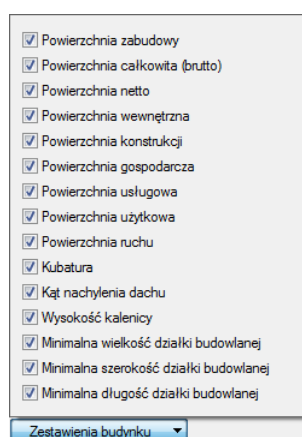 Powierzchnia zabudowy
Powierzchnia całkowita (brutto)
Powierzchnia netto
Powierzchnia wewnętrzna
Powierzchnia konstrukcji
Powierzchnia gospodarcza
Powierzchnia usługowa
Powierzchnia użytkowa
Powierzchnia ruchu
Kubatura
Kąt nachylenia dachu
Wysokość kalenicy
Minimalna wielkość działki budowlanej
Minimalna szerokość działki budowlanej
Minimalna długość działki budowlanej
Zestawienia budynku